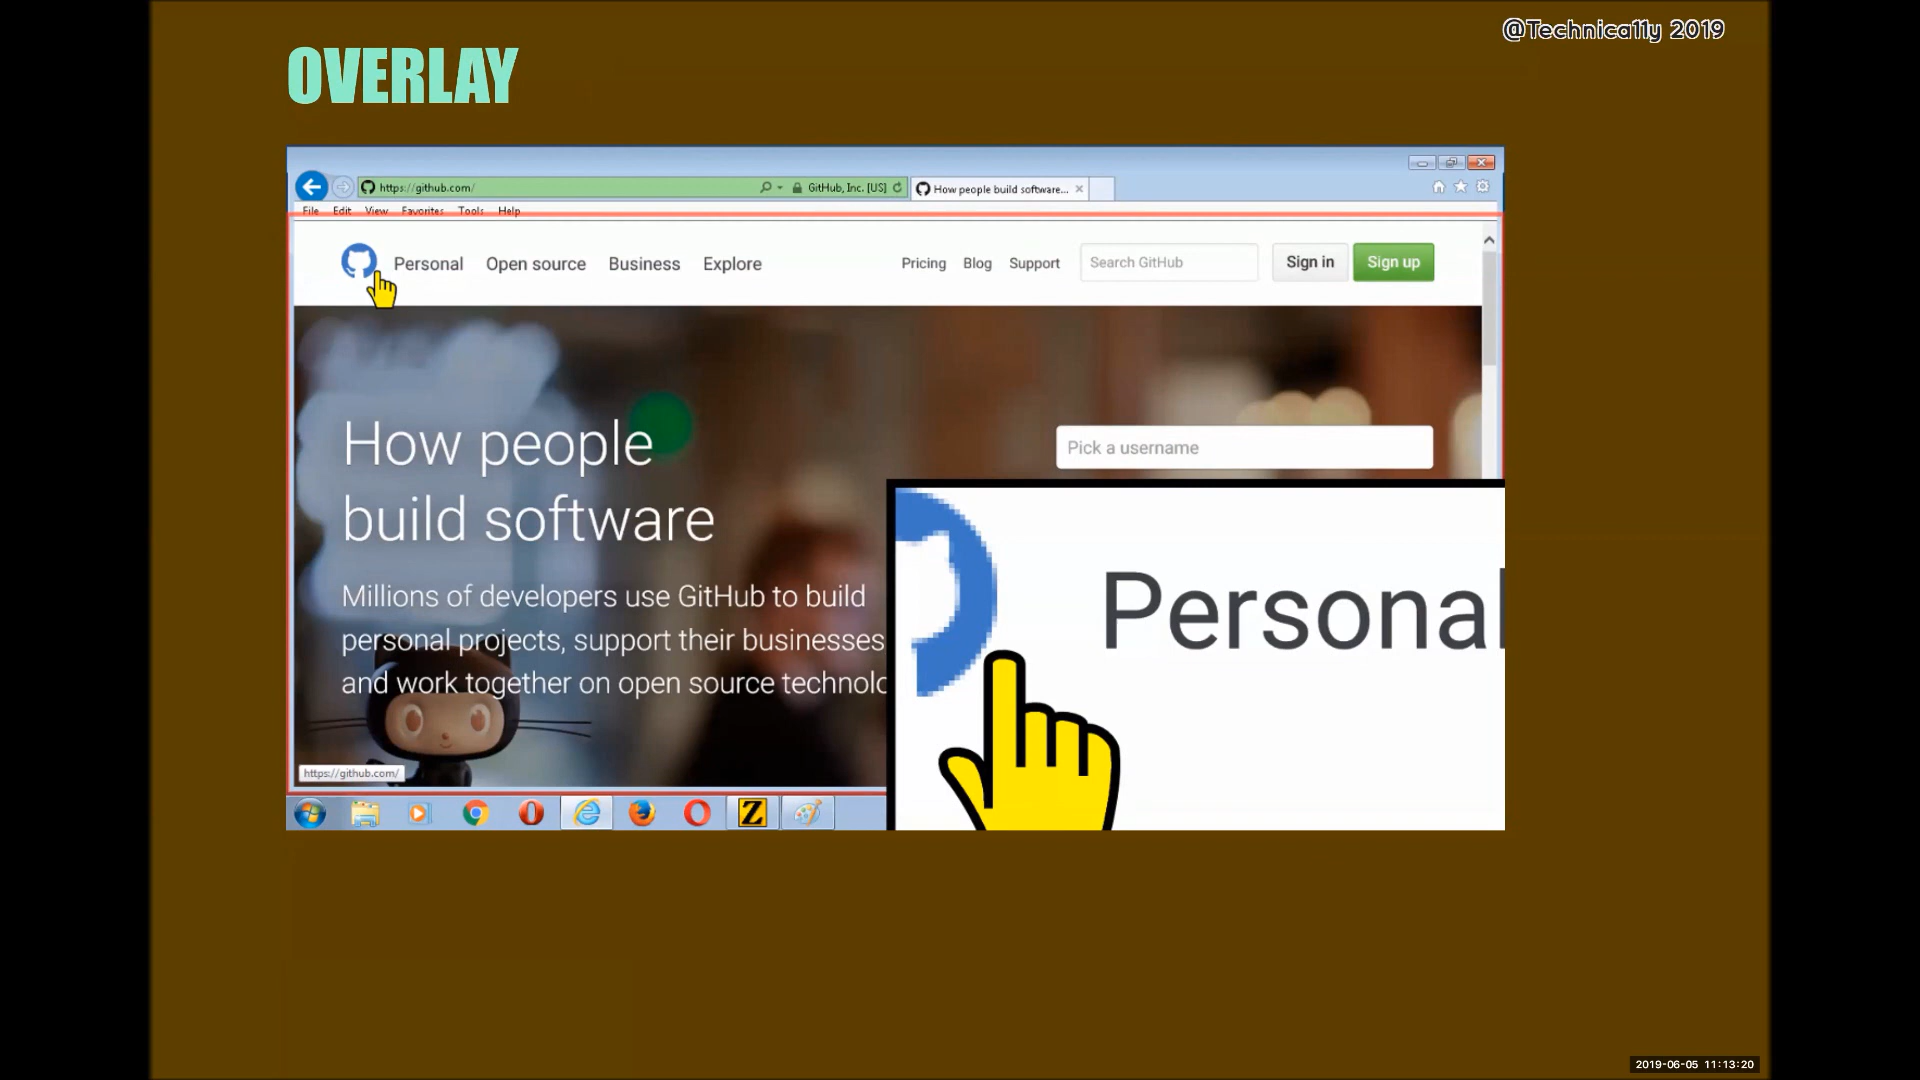 @Technica11y 2019
OVERLAY
https://github.com/ GitHub, Inc. [US] How people build software...
File Edit View Favorites Tools Help
Personal Open source Business Explore Pricing Blog Support Search GitHub Sign in Sign up
How people
build software
Pick a username
Millions of developers use GitHub to build
personal projects, support their businesses
and work together on open source technolo
Personal
https://github.com/
Z
2019-06-05 11:13:20